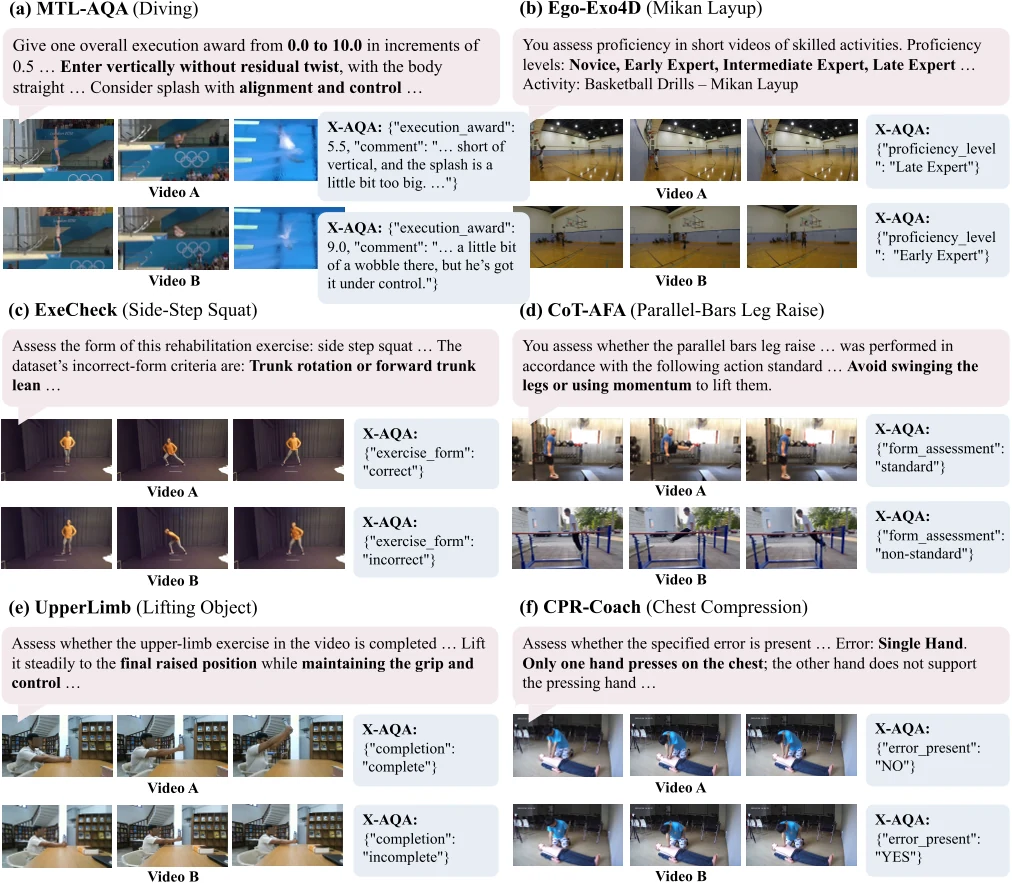 (a) MTL-AQA (Diving)
Give one overall execution award from 0.0 to 10.0 in increments of
0.5 … Enter vertically without residual twist, with the body
straight … Consider splash with alignment and control …
X-AQA: {"execution_award":
5.5, "comment": "… short of
vertical, and the splash is a
little bit too big. …"}
Video A
X-AQA: {"execution_award":
9.0, "comment": "… a little bit
of a wobble there, but he's got
it under control."}
Video B
(b) Ego-Exo4D (Mikan Layup)
You assess proficiency in short videos of skilled activities. Proficiency
levels: Novice, Early Expert, Intermediate Expert, Late Expert …
Activity: Basketball Drills – Mikan Layup
X-AQA:
{"proficiency_level
": "Late Expert"}
Video A
X-AQA:
{"proficiency_level
": "Early Expert"}
Video B
(c) ExeCheck (Side-Step Squat)
Assess the form of this rehabilitation exercise: side step squat … The
dataset's incorrect-form criteria are: Trunk rotation or forward trunk
lean …
X-AQA:
{"exercise_form":
"correct"}
Video A
X-AQA:
{"exercise_form":
"incorrect"}
Video B
(d) CoT-AFA (Parallel-Bars Leg Raise)
You assess whether the parallel bars leg raise … was performed in
accordance with the following action standard … Avoid swinging the
legs or using momentum to lift them.
X-AQA:
{"form_assessment":
"standard"}
Video A
X-AQA:
{"form_assessment":
"non-standard"}
Video B
(e) UpperLimb (Lifting Object)
Assess whether the upper-limb exercise in the video is completed … Lift
it steadily to the final raised position while maintaining the grip and
control …
X-AQA:
{"completion":
"complete"}
Video A
X-AQA:
{"completion":
"incomplete"}
Video B
(f) CPR-Coach (Chest Compression)
Assess whether the specified error is present … Error: Single Hand.
Only one hand presses on the chest; the other hand does not support
the pressing hand …
X-AQA:
{"error_present":
"NO"}
Video A
X-AQA:
{"error_present":
"YES"}
Video B